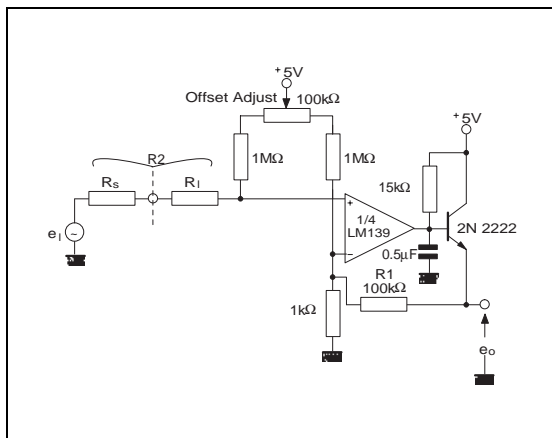 +5V
Offset Adjust
100kΩ
+5V
R2
1MΩ
1MΩ
Rs
Rl
15kΩ
+
1/4
LM139
2N 2222
eI
0.5µF
−
R1
100kΩ
1kΩ
eo